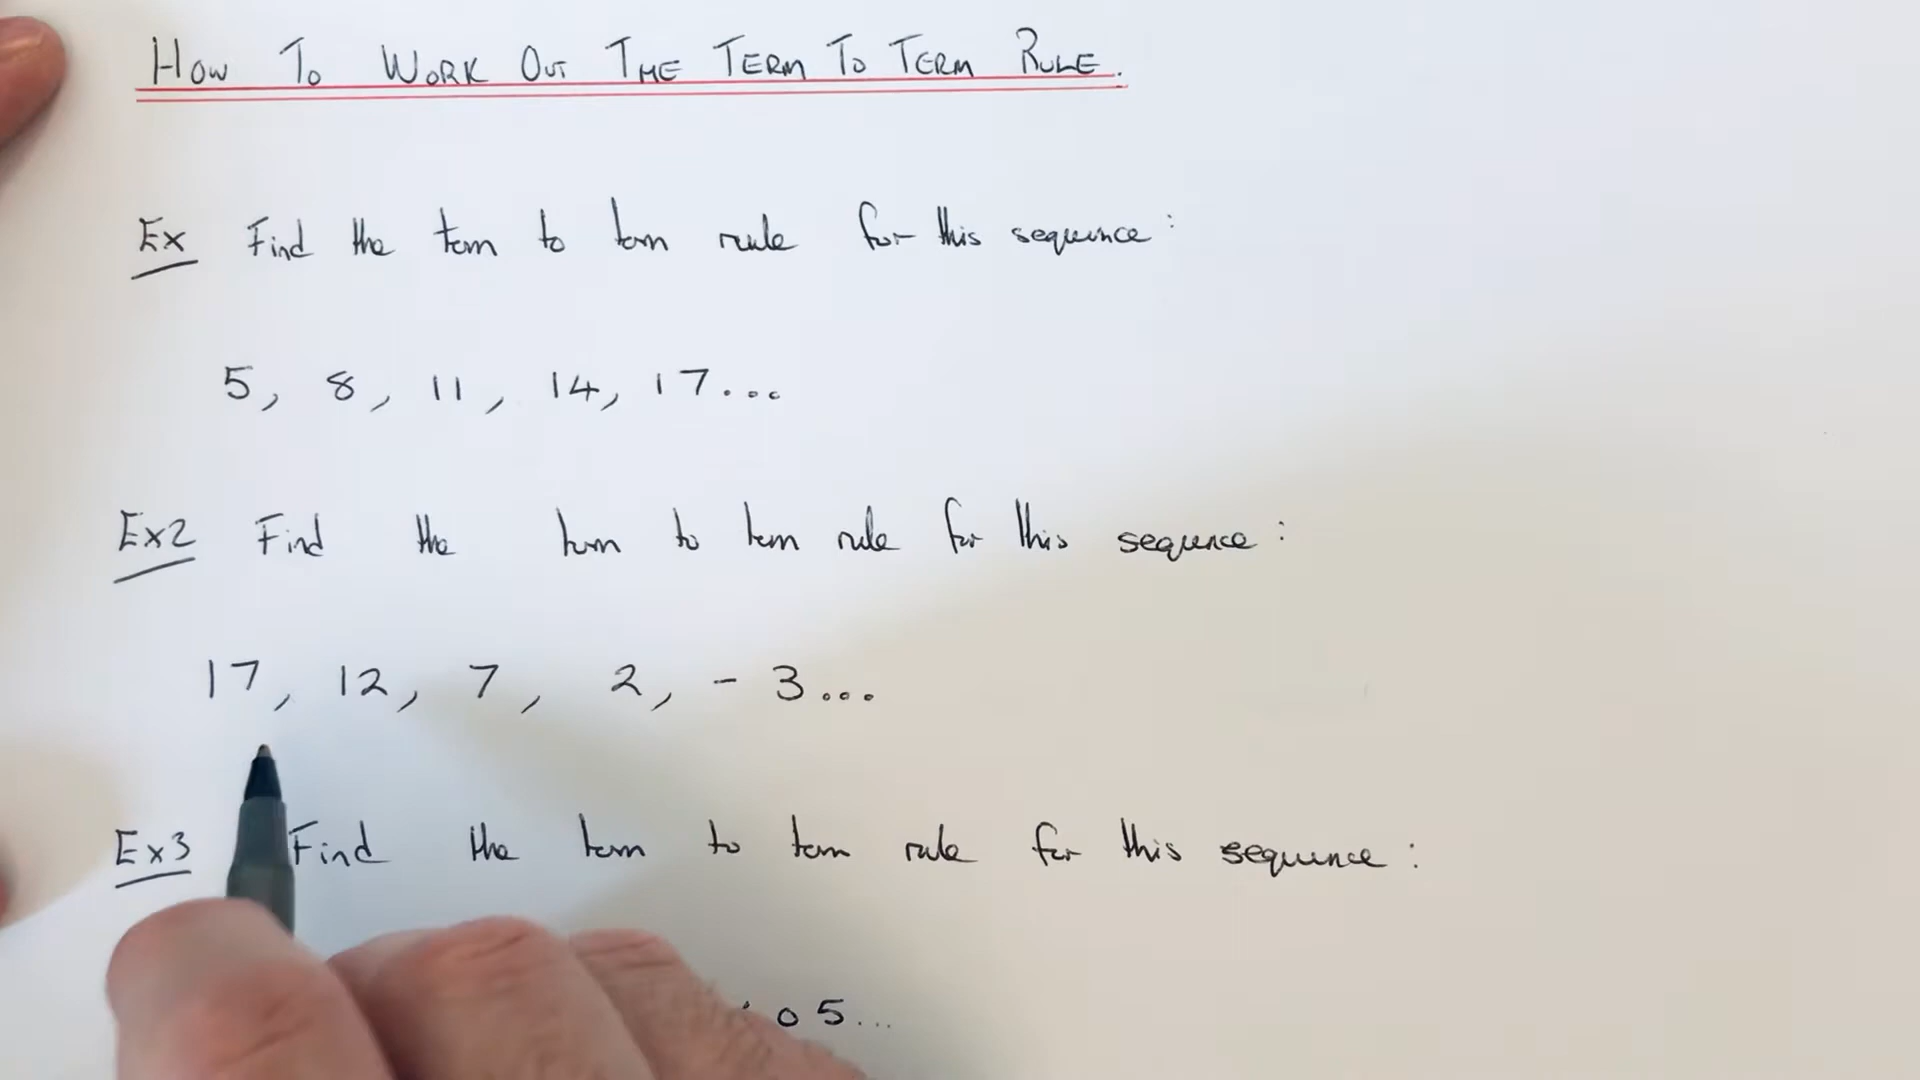 HOW TO WORK OUT THE TERM TO TERM RULE.
Ex Find the term to term rule for this sequence:
5, 8, 11, 14, 17...
Ex2 Find the term to term rule for this sequence:
17, 12, 7, 2, -3...
Ex3 Find the term to term rule for this sequence:
05...